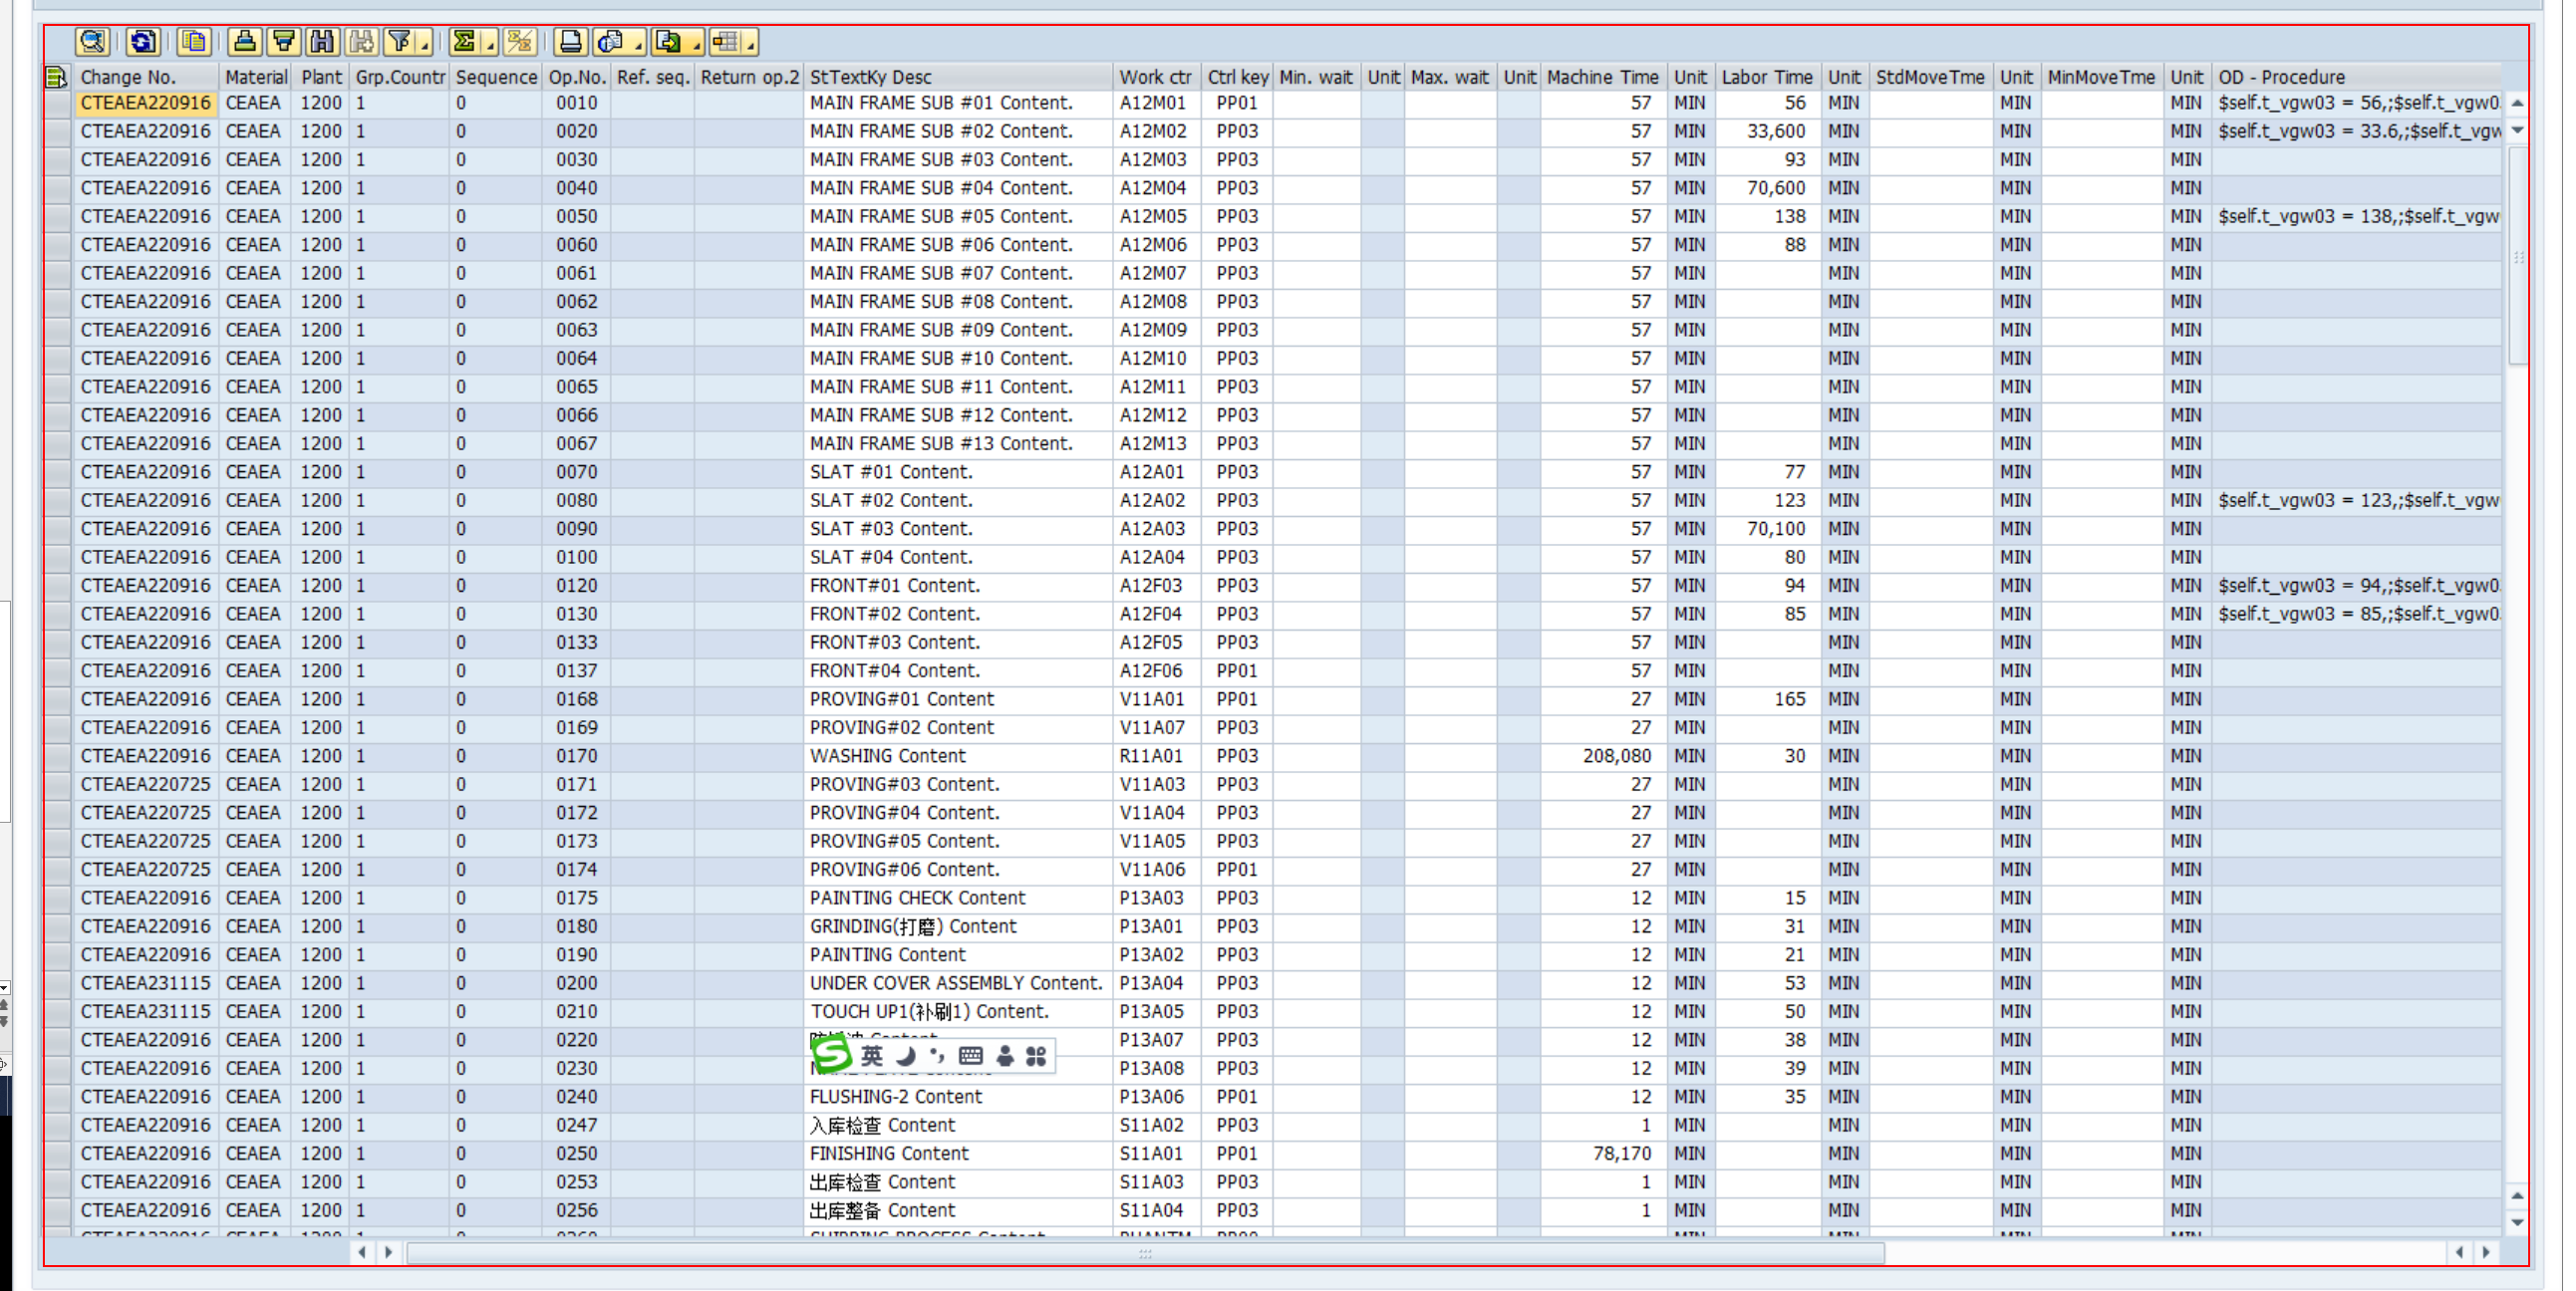 Change No. Material Plant Grp.Countr Sequence Op.No. Ref. seq. Return op.2 StTextKy Desc Work ctr Ctrl key Min. wait Unit Max. wait Unit Machine Time Unit Labor Time Unit StdMoveTme Unit MinMoveTme Unit OD - Procedure
CTEAEA220916 CEAEA 1200 1 0 0010 MAIN FRAME SUB #01 Content. A12M01 PP01 57 MIN 56 MIN MIN MIN $self.t_vgw03 = 56,;$self.t_vgw0
CTEAEA220916 CEAEA 1200 1 0 0020 MAIN FRAME SUB #02 Content. A12M02 PP03 57 MIN 33,600 MIN MIN MIN $self.t_vgw03 = 33.6,;$self.t_vgw
CTEAEA220916 CEAEA 1200 1 0 0030 MAIN FRAME SUB #03 Content. A12M03 PP03 57 MIN 93 MIN MIN MIN
CTEAEA220916 CEAEA 1200 1 0 0040 MAIN FRAME SUB #04 Content. A12M04 PP03 57 MIN 70,600 MIN MIN MIN
CTEAEA220916 CEAEA 1200 1 0 0050 MAIN FRAME SUB #05 Content. A12M05 PP03 57 MIN 138 MIN MIN MIN $self.t_vgw03 = 138,;$self.t_vgw
CTEAEA220916 CEAEA 1200 1 0 0060 MAIN FRAME SUB #06 Content. A12M06 PP03 57 MIN 88 MIN MIN MIN
CTEAEA220916 CEAEA 1200 1 0 0061 MAIN FRAME SUB #07 Content. A12M07 PP03 57 MIN MIN MIN MIN
CTEAEA220916 CEAEA 1200 1 0 0062 MAIN FRAME SUB #08 Content. A12M08 PP03 57 MIN MIN MIN MIN
CTEAEA220916 CEAEA 1200 1 0 0063 MAIN FRAME SUB #09 Content. A12M09 PP03 57 MIN MIN MIN MIN
CTEAEA220916 CEAEA 1200 1 0 0064 MAIN FRAME SUB #10 Content. A12M10 PP03 57 MIN MIN MIN MIN
CTEAEA220916 CEAEA 1200 1 0 0065 MAIN FRAME SUB #11 Content. A12M11 PP03 57 MIN MIN MIN MIN
CTEAEA220916 CEAEA 1200 1 0 0066 MAIN FRAME SUB #12 Content. A12M12 PP03 57 MIN MIN MIN MIN
CTEAEA220916 CEAEA 1200 1 0 0067 MAIN FRAME SUB #13 Content. A12M13 PP03 57 MIN MIN MIN MIN
CTEAEA220916 CEAEA 1200 1 0 0070 SLAT #01 Content. A12A01 PP03 57 MIN 77 MIN MIN MIN
CTEAEA220916 CEAEA 1200 1 0 0080 SLAT #02 Content. A12A02 PP03 57 MIN 123 MIN MIN MIN $self.t_vgw03 = 123,;$self.t_vgw
CTEAEA220916 CEAEA 1200 1 0 0090 SLAT #03 Content. A12A03 PP03 57 MIN 70,100 MIN MIN MIN
CTEAEA220916 CEAEA 1200 1 0 0100 SLAT #04 Content. A12A04 PP03 57 MIN 80 MIN MIN MIN
CTEAEA220916 CEAEA 1200 1 0 0120 FRONT#01 Content. A12F03 PP03 57 MIN 94 MIN MIN MIN $self.t_vgw03 = 94,;$self.t_vgw0
CTEAEA220916 CEAEA 1200 1 0 0130 FRONT#02 Content. A12F04 PP03 57 MIN 85 MIN MIN MIN $self.t_vgw03 = 85,;$self.t_vgw0
CTEAEA220916 CEAEA 1200 1 0 0133 FRONT#03 Content. A12F05 PP03 57 MIN MIN MIN MIN
CTEAEA220916 CEAEA 1200 1 0 0137 FRONT#04 Content. A12F06 PP01 57 MIN MIN MIN MIN
CTEAEA220916 CEAEA 1200 1 0 0168 PROVING#01 Content V11A01 PP01 27 MIN 165 MIN MIN MIN
CTEAEA220916 CEAEA 1200 1 0 0169 PROVING#02 Content V11A07 PP03 27 MIN MIN MIN MIN
CTEAEA220916 CEAEA 1200 1 0 0170 WASHING Content R11A01 PP03 208,080 MIN 30 MIN MIN MIN
CTEAEA220725 CEAEA 1200 1 0 0171 PROVING#03 Content. V11A03 PP03 27 MIN MIN MIN MIN
CTEAEA220725 CEAEA 1200 1 0 0172 PROVING#04 Content. V11A04 PP03 27 MIN MIN MIN MIN
CTEAEA220725 CEAEA 1200 1 0 0173 PROVING#05 Content. V11A05 PP03 27 MIN MIN MIN MIN
CTEAEA220725 CEAEA 1200 1 0 0174 PROVING#06 Content. V11A06 PP01 27 MIN MIN MIN MIN
CTEAEA220916 CEAEA 1200 1 0 0175 PAINTING CHECK Content P13A03 PP03 12 MIN 15 MIN MIN MIN
CTEAEA220916 CEAEA 1200 1 0 0180 GRINDING(打磨) Content P13A01 PP03 12 MIN 31 MIN MIN MIN
CTEAEA220916 CEAEA 1200 1 0 0190 PAINTING Content P13A02 PP03 12 MIN 21 MIN MIN MIN
CTEAEA231115 CEAEA 1200 1 0 0200 UNDER COVER ASSEMBLY Content. P13A04 PP03 12 MIN 53 MIN MIN MIN
CTEAEA231115 CEAEA 1200 1 0 0210 TOUCH UP1(补刷1) Content. P13A05 PP03 12 MIN 50 MIN MIN MIN
CTEAEA220916 CEAEA 1200 1 0 0220 Content P13A07 PP03 12 MIN 38 MIN MIN MIN
英
CTEAEA220916 CEAEA 1200 1 0 0230 P13A08 PP03 12 MIN 39 MIN MIN MIN
CTEAEA220916 CEAEA 1200 1 0 0240 FLUSHING-2 Content P13A06 PP01 12 MIN 35 MIN MIN MIN
CTEAEA220916 CEAEA 1200 1 0 0247 入库检查 Content S11A02 PP03 1 MIN MIN MIN MIN
CTEAEA220916 CEAEA 1200 1 0 0250 FINISHING Content S11A01 PP01 78,170 MIN MIN MIN MIN
CTEAEA220916 CEAEA 1200 1 0 0253 出库检查 Content S11A03 PP03 1 MIN MIN MIN MIN
CTEAEA220916 CEAEA 1200 1 0 0256 出库整备 Content S11A04 PP03 1 MIN MIN MIN MIN